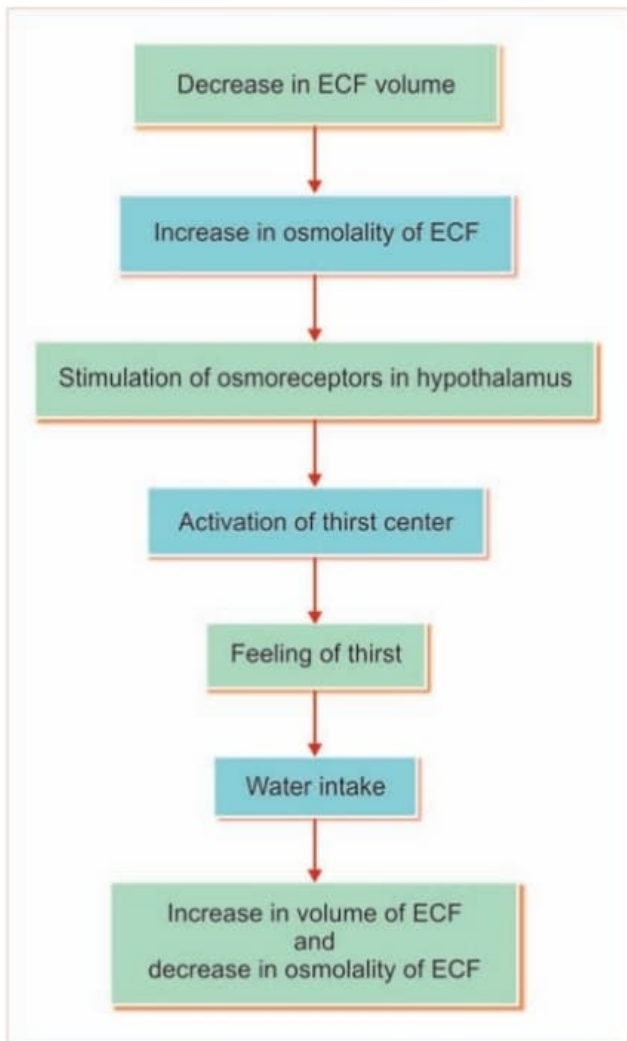 Decrease in ECF volume
Increase in osmolality of ECF
Stimulation of osmoreceptors in hypothalamus
Activation of thirst center
Feeling of thirst
Water intake
Increase in volume of ECF
and
decrease in osmolality of ECF